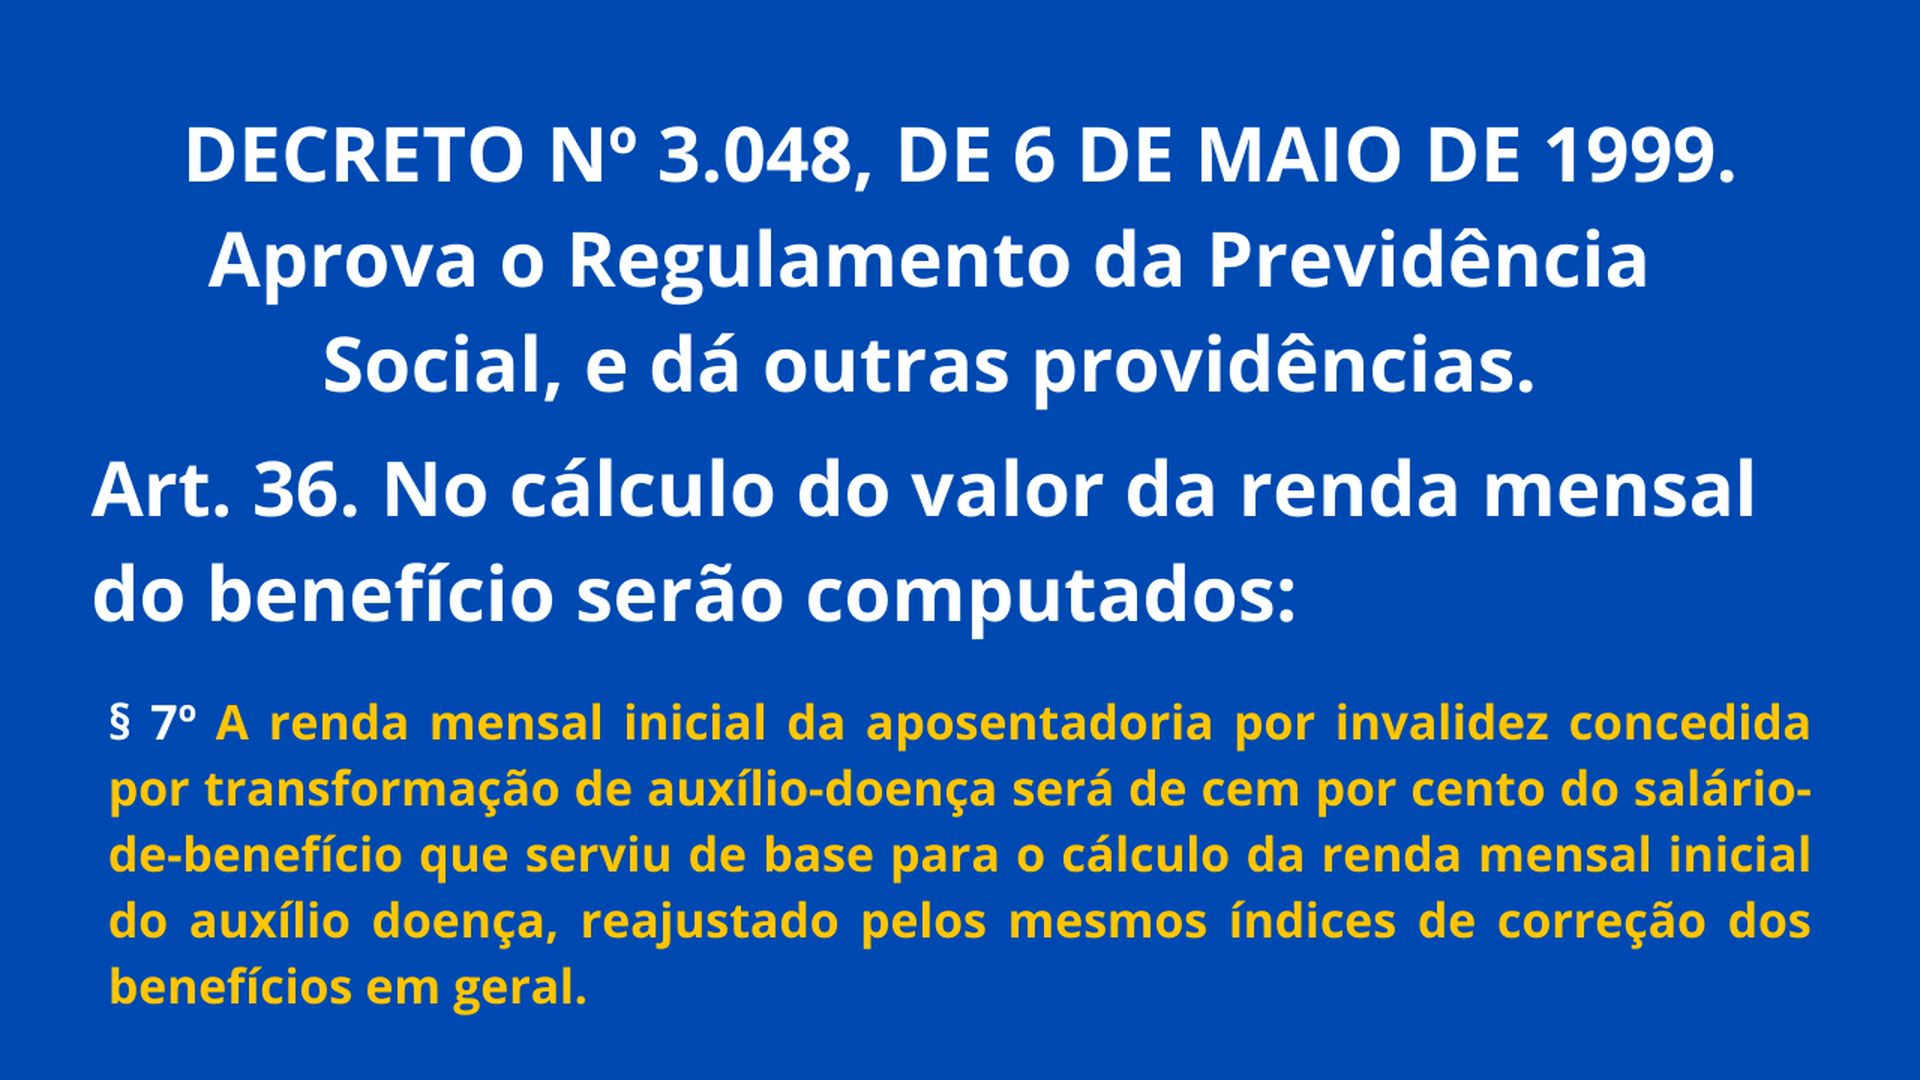 DECRETO Nº 3.048, DE 6 DE MAIO DE 1999.
Aprova o Regulamento da Previdência
Social, e dá outras providências.
Art. 36. No cálculo do valor da renda mensal
do benefício serão computados:
§ 7º A renda mensal inicial da aposentadoria por invalidez concedida
por transformação de auxílio-doença será de cem por cento do salário-
de-benefício que serviu de base para o cálculo da renda mensal inicial
do auxílio doença, reajustado pelos mesmos índices de correção dos
benefícios em geral.